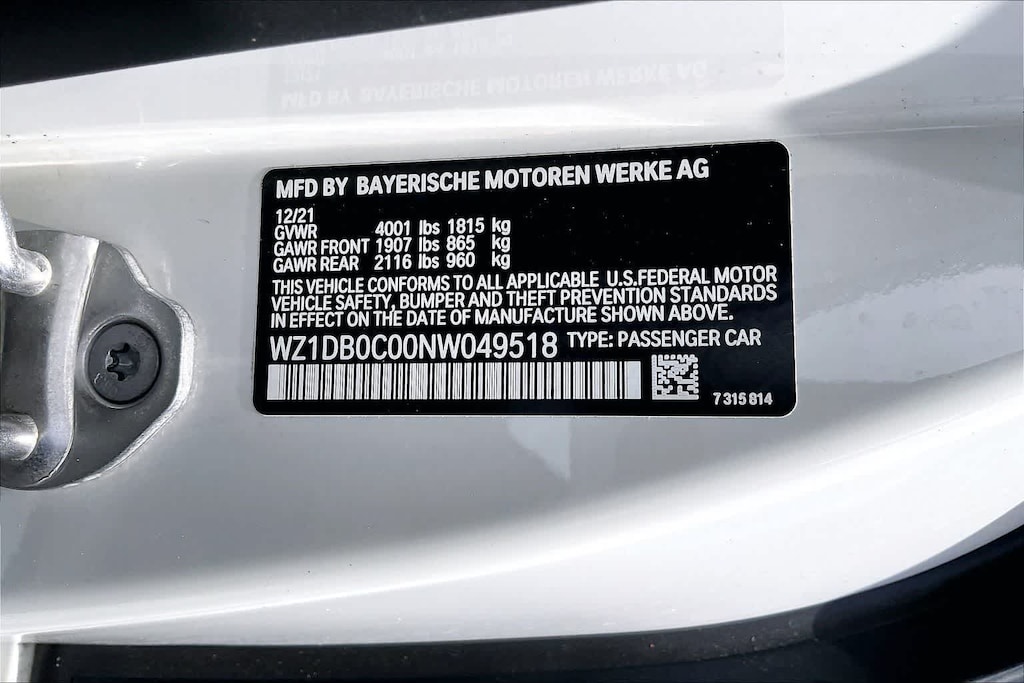 MFD BY BAYERISCHE MOTOREN WERKE AG
12/21
GVWR 4001 lbs 1815 kg
GAWR FRONT 1907 lbs 865 kg
GAWR REAR 2116 lbs 960 kg
THIS VEHICLE CONFORMS TO ALL APPLICABLE U.S.FEDERAL MOTOR
VEHICLE SAFETY, BUMPER AND THEFT PREVENTION STANDARDS
IN EFFECT ON THE DATE OF MANUFACTURE SHOWN ABOVE.
WZ1DB0C00NW049518 TYPE: PASSENGER CAR
7 315 814